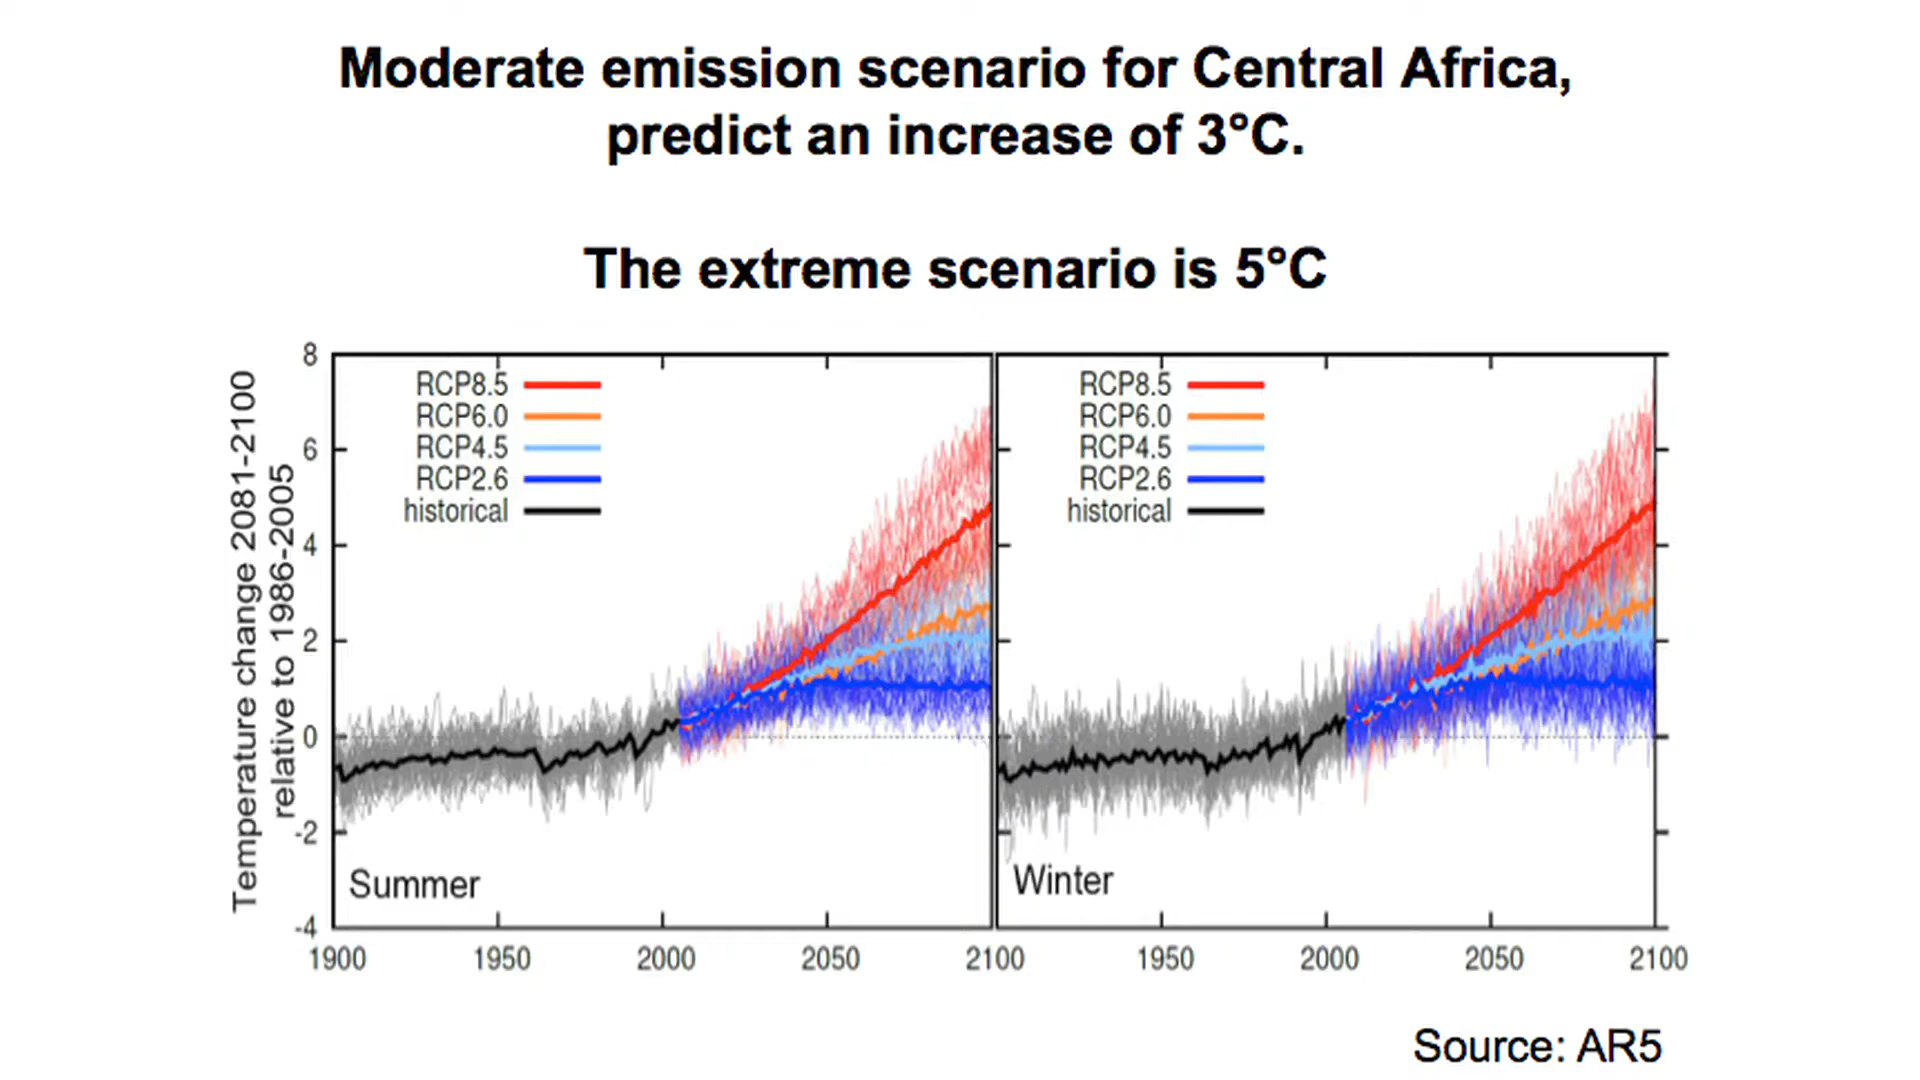 Moderate emission scenario for Central Africa,
predict an increase of 3°C.
The extreme scenario is 5°C
Temperature change 2081-2100
relative to 1986-2005
8
6
4
2
0
-2
-4
RCP8.5
RCP6.0
RCP4.5
RCP2.6
historical
Summer
1900
1950
2000
2050
2100
RCP8.5
RCP6.0
RCP4.5
RCP2.6
historical
Winter
1950
2000
2050
2100
Source: AR5